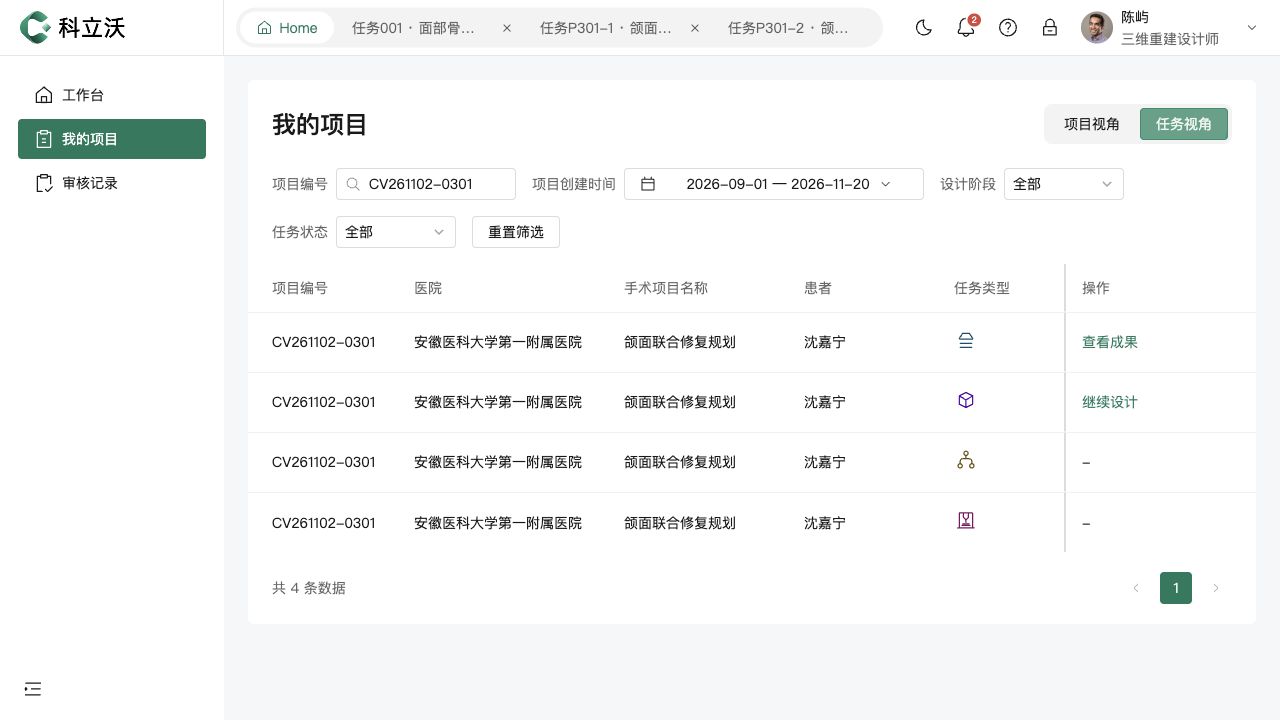 科立沃
Home
任务001 · 面部骨...
任务P301-1 · 颌面...
任务P301-2 · 颌...
2
陈屿
三维重建设计师
工作台
我的项目
审核记录
我的项目
项目视角
任务视角
项目编号
CV261102-0301
项目创建时间
2026-09-01 — 2026-11-20
设计阶段
全部
任务状态
全部
重置筛选
项目编号 医院 手术项目名称 患者 任务类型 操作
CV261102-0301 安徽医科大学第一附属医院 颌面联合修复规划 沈嘉宁 查看成果
CV261102-0301 安徽医科大学第一附属医院 颌面联合修复规划 沈嘉宁 继续设计
CV261102-0301 安徽医科大学第一附属医院 颌面联合修复规划 沈嘉宁 -
CV261102-0301 安徽医科大学第一附属医院 颌面联合修复规划 沈嘉宁 -
共 4 条数据
1